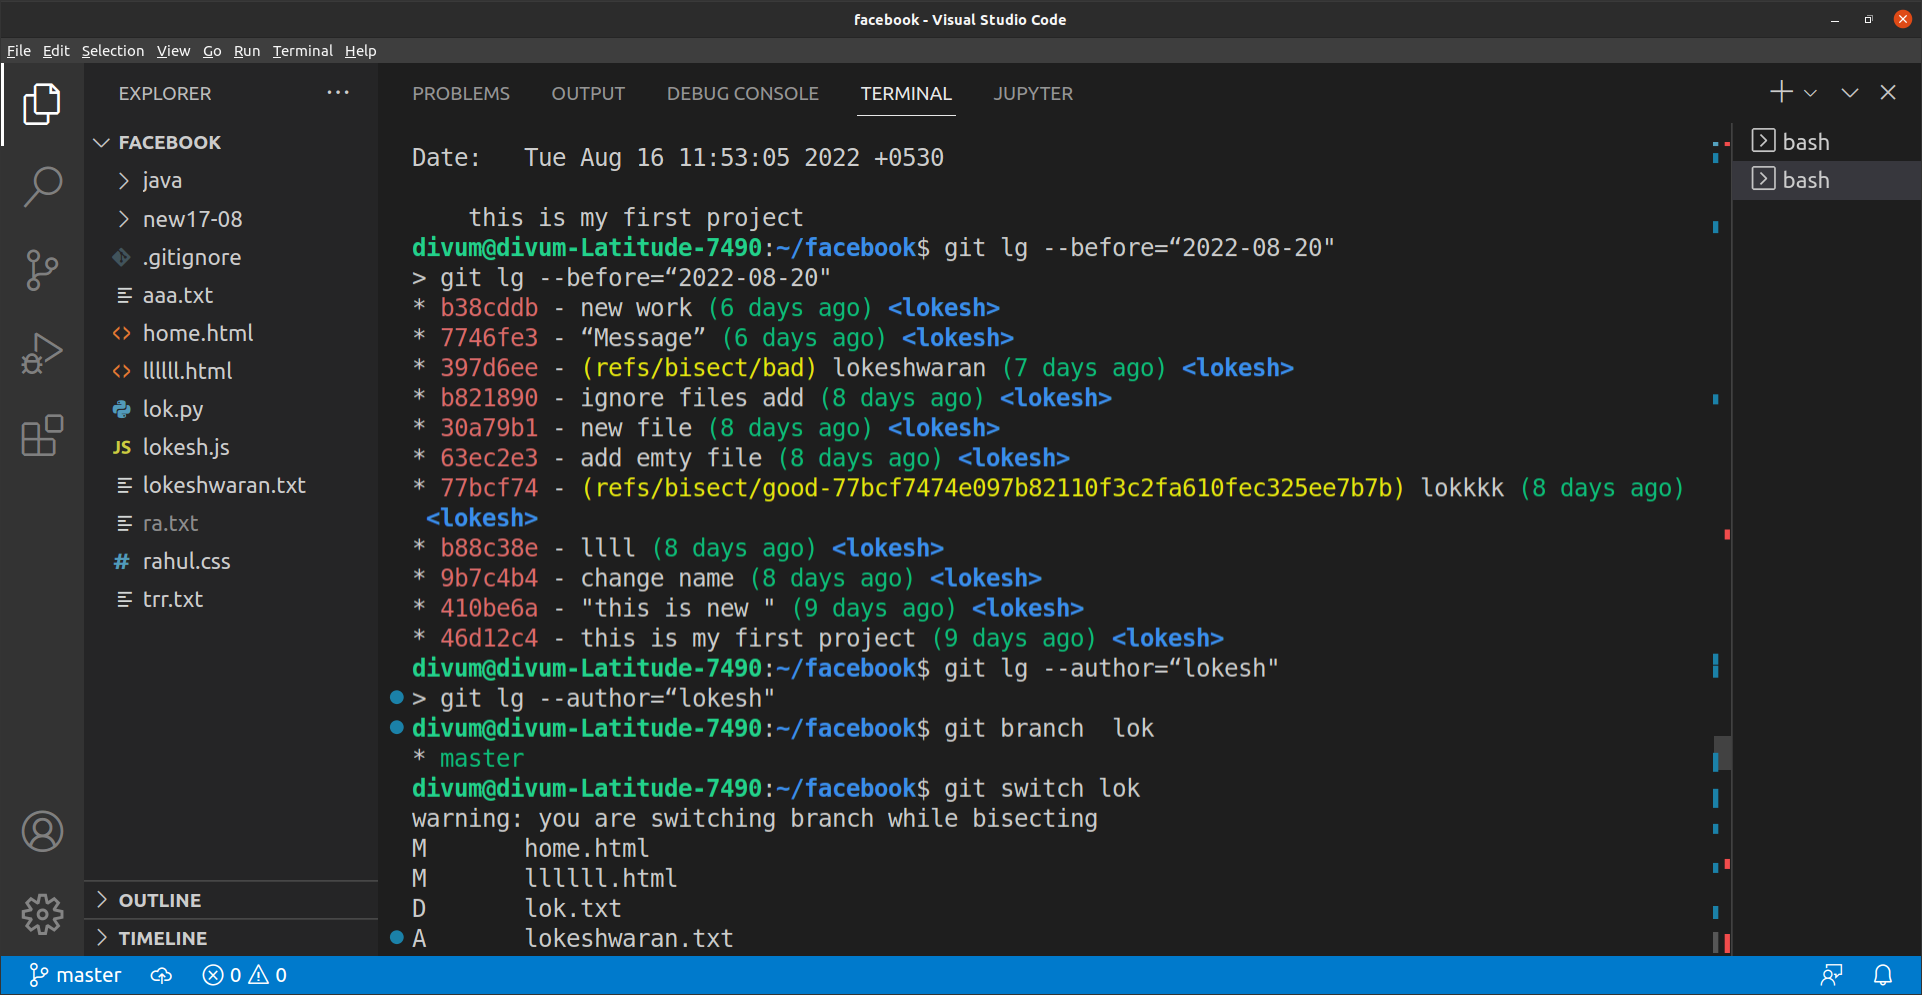 facebook - Visual Studio Code
File Edit Selection View Go Run Terminal Help
EXPLORER
FACEBOOK
java
new17-08
.gitignore
aaa.txt
home.html
llllll.html
lok.py
JS lokesh.js
lokeshwaran.txt
ra.txt
# rahul.css
trr.txt
OUTLINE
TIMELINE
PROBLEMS OUTPUT DEBUG CONSOLE TERMINAL JUPYTER
Date:   Tue Aug 16 11:53:05 2022 +0530
this is my first project
divum@divum-Latitude-7490:~/facebook$ git lg --before=“2022-08-20"
> git lg --before=“2022-08-20"
* b38cddb - new work (6 days ago) <lokesh>
* 7746fe3 - “Message” (6 days ago) <lokesh>
* 397d6ee - (refs/bisect/bad) lokeshwaran (7 days ago) <lokesh>
* b821890 - ignore files add (8 days ago) <lokesh>
* 30a79b1 - new file (8 days ago) <lokesh>
* 63ec2e3 - add emty file (8 days ago) <lokesh>
* 77bcf74 - (refs/bisect/good-77bcf7474e097b82110f3c2fa610fec325ee7b7b) lokkkk (8 days ago)
<lokesh>
* b88c38e - llll (8 days ago) <lokesh>
* 9b7c4b4 - change name (8 days ago) <lokesh>
* 410be6a - "this is new " (9 days ago) <lokesh>
* 46d12c4 - this is my first project (9 days ago) <lokesh>
divum@divum-Latitude-7490:~/facebook$ git lg --author=“lokesh"
> git lg --author=“lokesh"
divum@divum-Latitude-7490:~/facebook$ git branch  lok
* master
divum@divum-Latitude-7490:~/facebook$ git switch lok
warning: you are switching branch while bisecting
M       home.html
M       llllll.html
D       lok.txt
A       lokeshwaran.txt
bash
bash
master 0 0